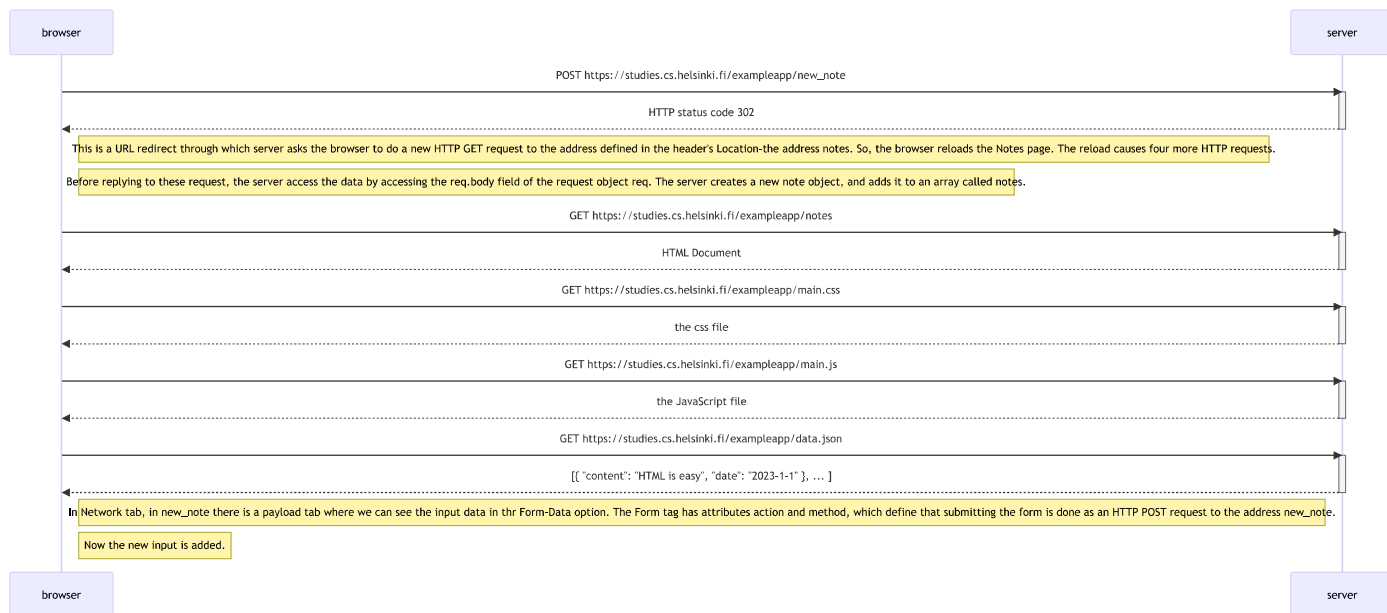 browser server
POST https://studies.cs.helsinki.fi/exampleapp/new_note
HTTP status code 302
This is a URL redirect through which server asks the browser to do a new HTTP GET request to the address defined in the header's Location-the address notes. So, the browser reloads the Notes page. The reload causes four more HTTP requests.
Before replying to these request, the server access the data by accessing the req.body field of the request object req. The server creates a new note object, and adds it to an array called notes.
GET https://studies.cs.helsinki.fi/exampleapp/notes
HTML Document
GET https://studies.cs.helsinki.fi/exampleapp/main.css
the css file
GET https://studies.cs.helsinki.fi/exampleapp/main.js
the JavaScript file
GET https://studies.cs.helsinki.fi/exampleapp/data.json
[{ "content": "HTML is easy", "date": "2023-1-1" }, ... ]
In Network tab, in new_note there is a payload tab where we can see the input data in thr Form-Data option. The Form tag has attributes action and method, which define that submitting the form is done as an HTTP POST request to the address new_note.
Now the new input is added.
browser server